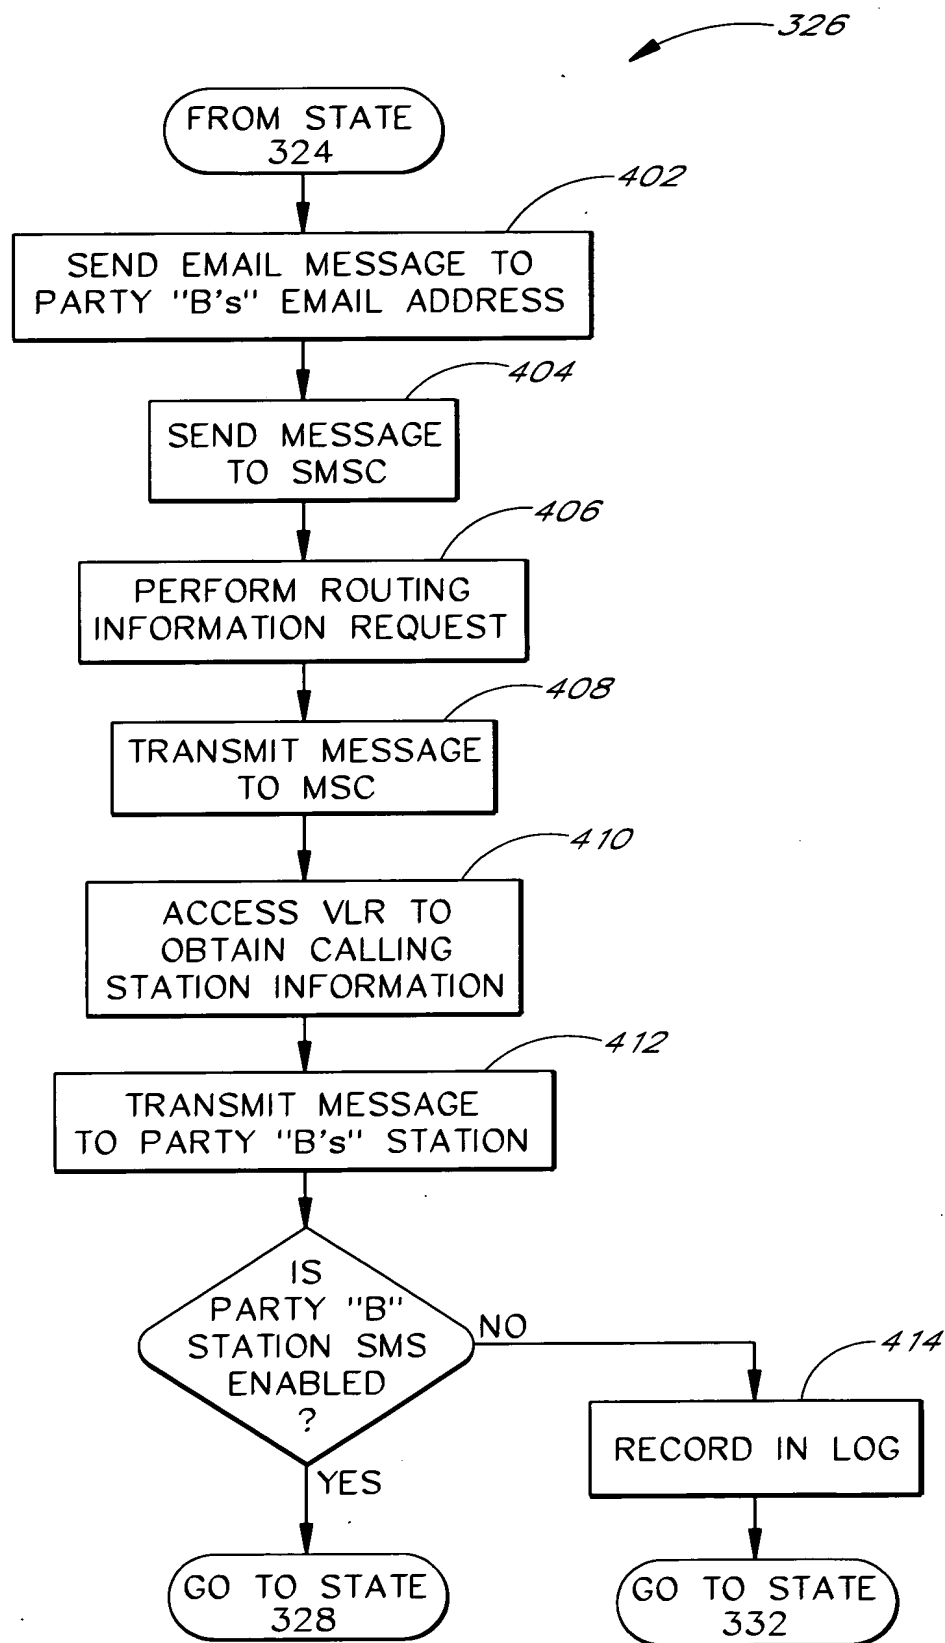 326
FROM STATE
324
402
SEND EMAIL MESSAGE TO
PARTY "B's" EMAIL ADDRESS
404
SEND MESSAGE
TO SMSC
406
PERFORM ROUTING
INFORMATION REQUEST
408
TRANSMIT MESSAGE
TO MSC
410
ACCESS VLR TO
OBTAIN CALLING
STATION INFORMATION
412
TRANSMIT MESSAGE
TO PARTY "B's" STATION
IS
PARTY "B"
STATION SMS
ENABLED
?
NO
414
RECORD IN LOG
YES
GO TO STATE
328
GO TO STATE
332